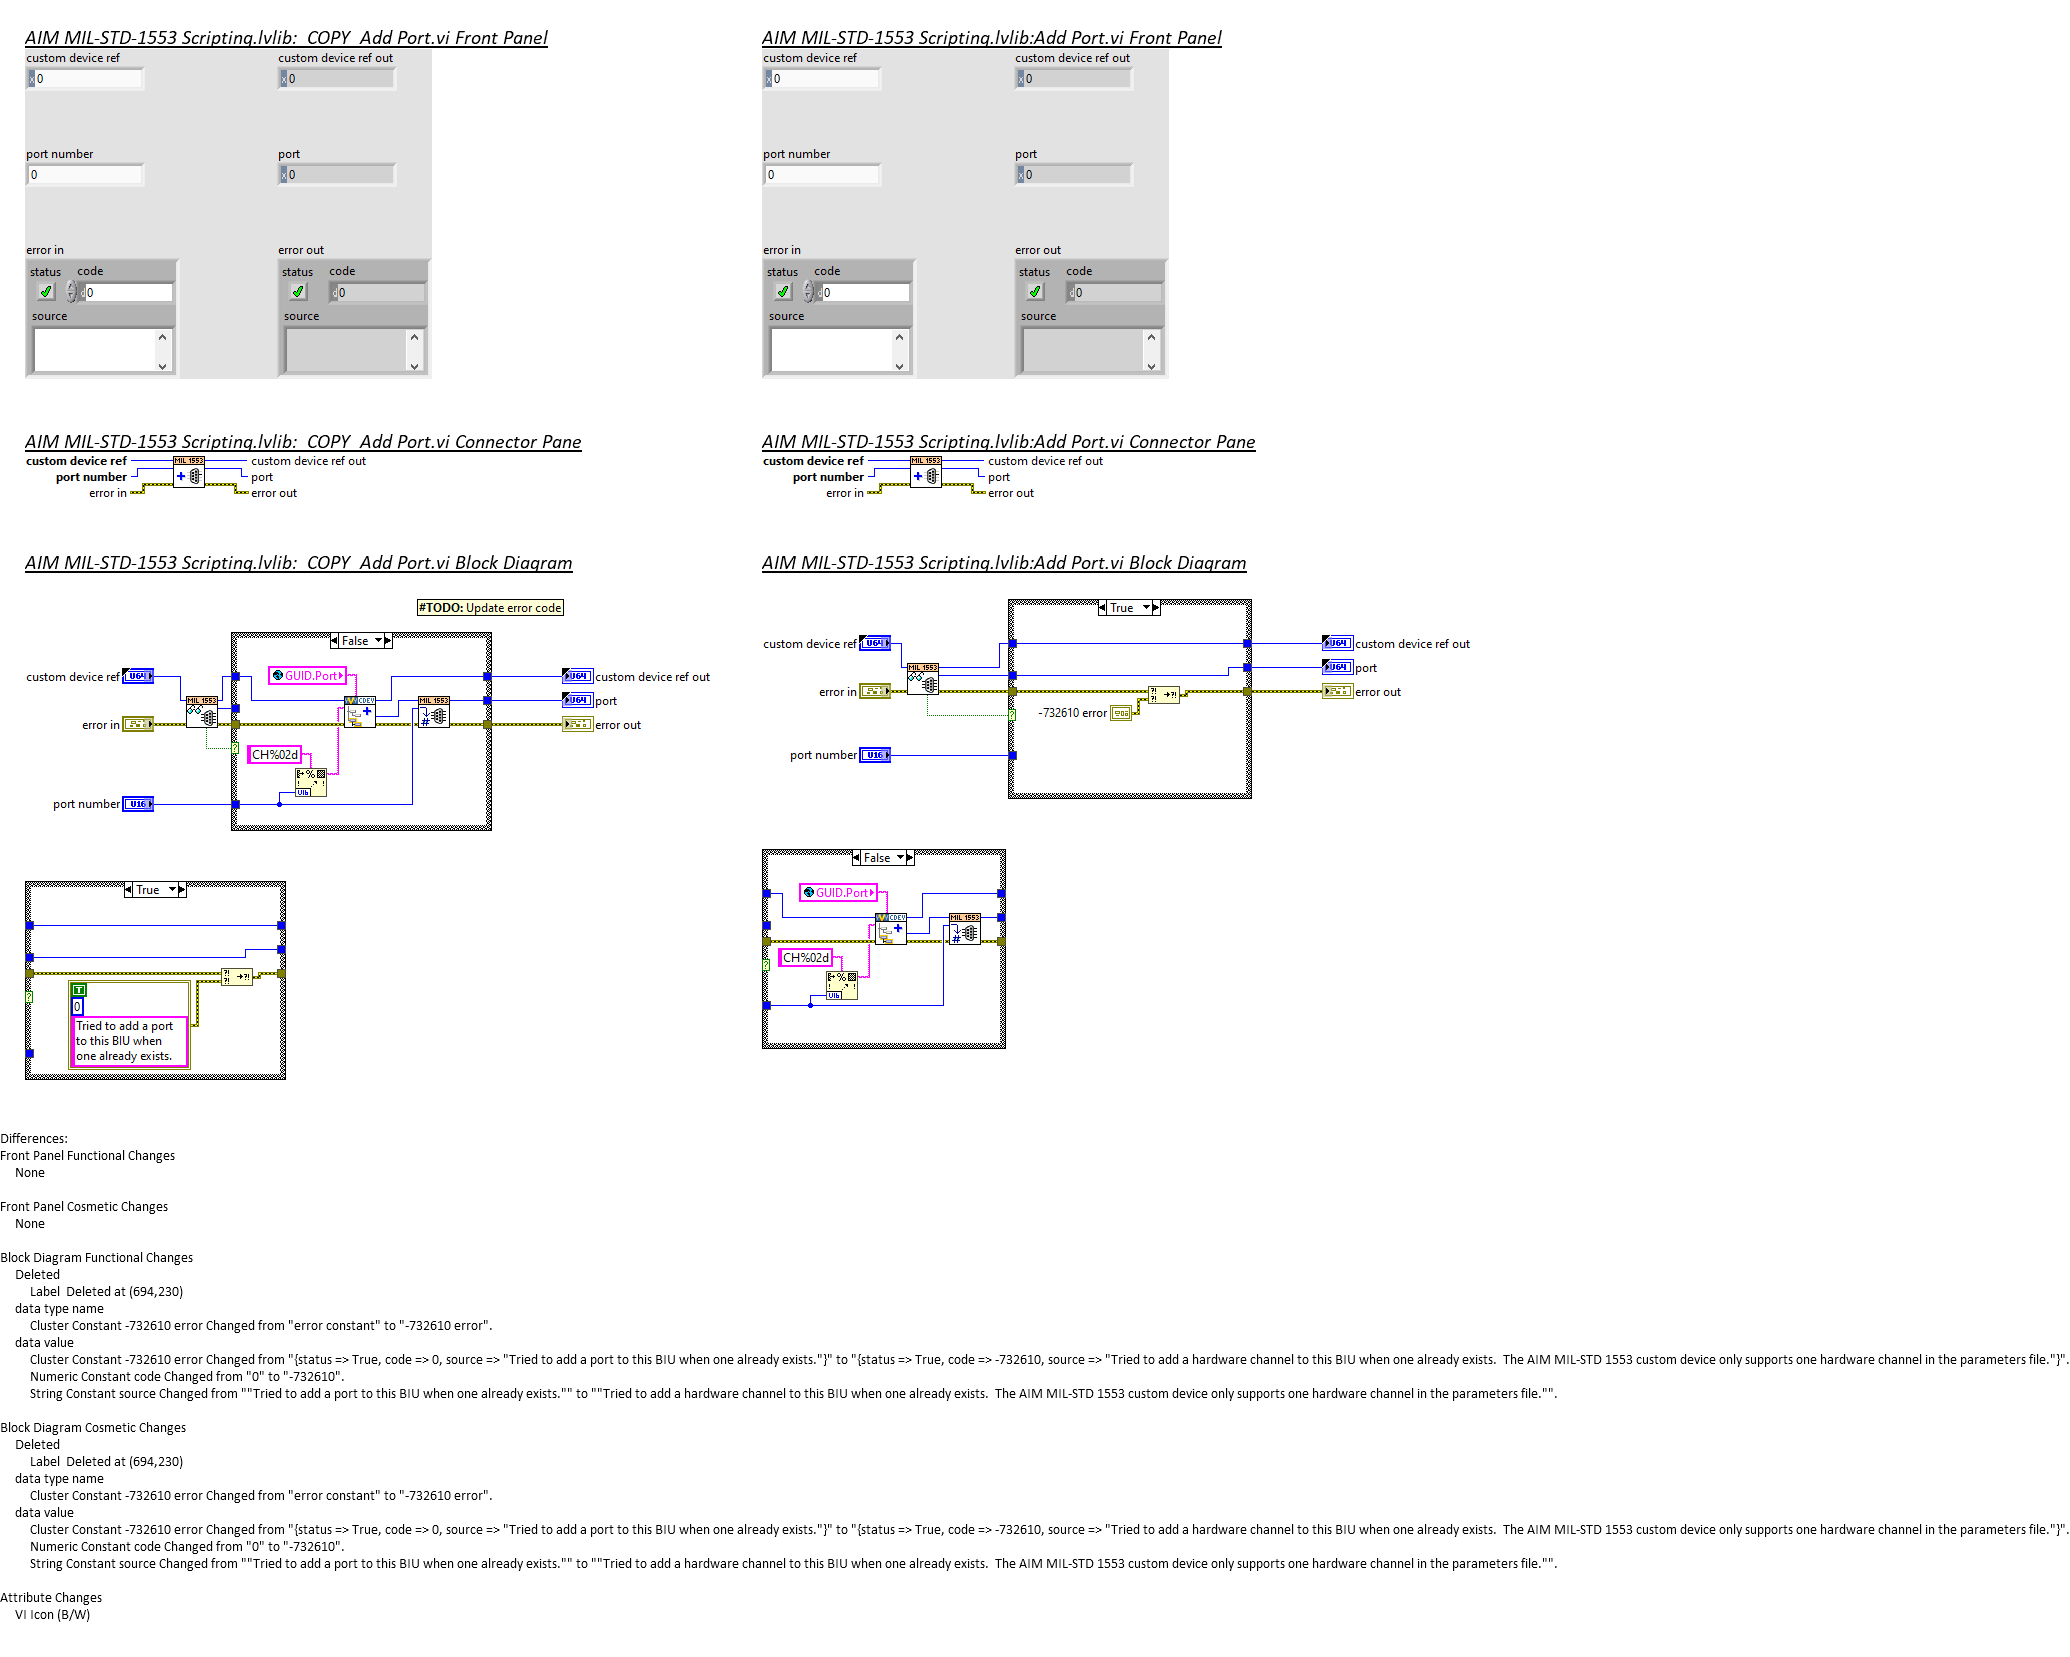 AIM MIL-STD-1553 Scripting.lvlib:  COPY  Add Port.vi Front Panel
custom device ref
custom device ref out
x 0
x 0
port number
port
0
x 0
error in
error out
status code
status code
d 0
d 0
source
source
AIM MIL-STD-1553 Scripting.lvlib:Add Port.vi Front Panel
custom device ref
custom device ref out
x 0
x 0
port number
port
0
x 0
error in
error out
status code
status code
d 0
d 0
source
source
AIM MIL-STD-1553 Scripting.lvlib:  COPY  Add Port.vi Connector Pane
custom device ref
MIL 1553
custom device ref out
port number
port
error in
error out
AIM MIL-STD-1553 Scripting.lvlib:Add Port.vi Connector Pane
custom device ref
MIL 1553
custom device ref out
port number
port
error in
error out
AIM MIL-STD-1553 Scripting.lvlib:  COPY  Add Port.vi Block Diagram
#TODO: Update error code
False
custom device ref
U64
GUID.Port
U64
custom device ref out
MIL 1553
CDEV
MIL 1553
U64
port
error in
error out
CH%02d
port number
U16
True
T
0
Tried to add a port
to this BIU when
one already exists.
AIM MIL-STD-1553 Scripting.lvlib:Add Port.vi Block Diagram
True
custom device ref
U64
U64
custom device ref out
MIL 1553
U64
port
error in
error out
-732610 error
port number
U16
False
GUID.Port
CDEV
MIL 1553
CH%02d
Differences:
Front Panel Functional Changes
None
Front Panel Cosmetic Changes
None
Block Diagram Functional Changes
Deleted
Label  Deleted at (694,230)
data type name
Cluster Constant -732610 error Changed from "error constant" to "-732610 error".
data value
Cluster Constant -732610 error Changed from "{status => True, code => 0, source => "Tried to add a port to this BIU when one already exists."}" to "{status => True, code => -732610, source => "Tried to add a hardware channel to this BIU when one already exists.  The AIM MIL-STD 1553 custom device only supports one hardware channel in the parameters file."}".
Numeric Constant code Changed from "0" to "-732610".
String Constant source Changed from ""Tried to add a port to this BIU when one already exists."" to ""Tried to add a hardware channel to this BIU when one already exists.  The AIM MIL-STD 1553 custom device only supports one hardware channel in the parameters file."".
Block Diagram Cosmetic Changes
Deleted
Label  Deleted at (694,230)
data type name
Cluster Constant -732610 error Changed from "error constant" to "-732610 error".
data value
Cluster Constant -732610 error Changed from "{status => True, code => 0, source => "Tried to add a port to this BIU when one already exists."}" to "{status => True, code => -732610, source => "Tried to add a hardware channel to this BIU when one already exists.  The AIM MIL-STD 1553 custom device only supports one hardware channel in the parameters file."}".
Numeric Constant code Changed from "0" to "-732610".
String Constant source Changed from ""Tried to add a port to this BIU when one already exists."" to ""Tried to add a hardware channel to this BIU when one already exists.  The AIM MIL-STD 1553 custom device only supports one hardware channel in the parameters file."".
Attribute Changes
VI Icon (B/W)